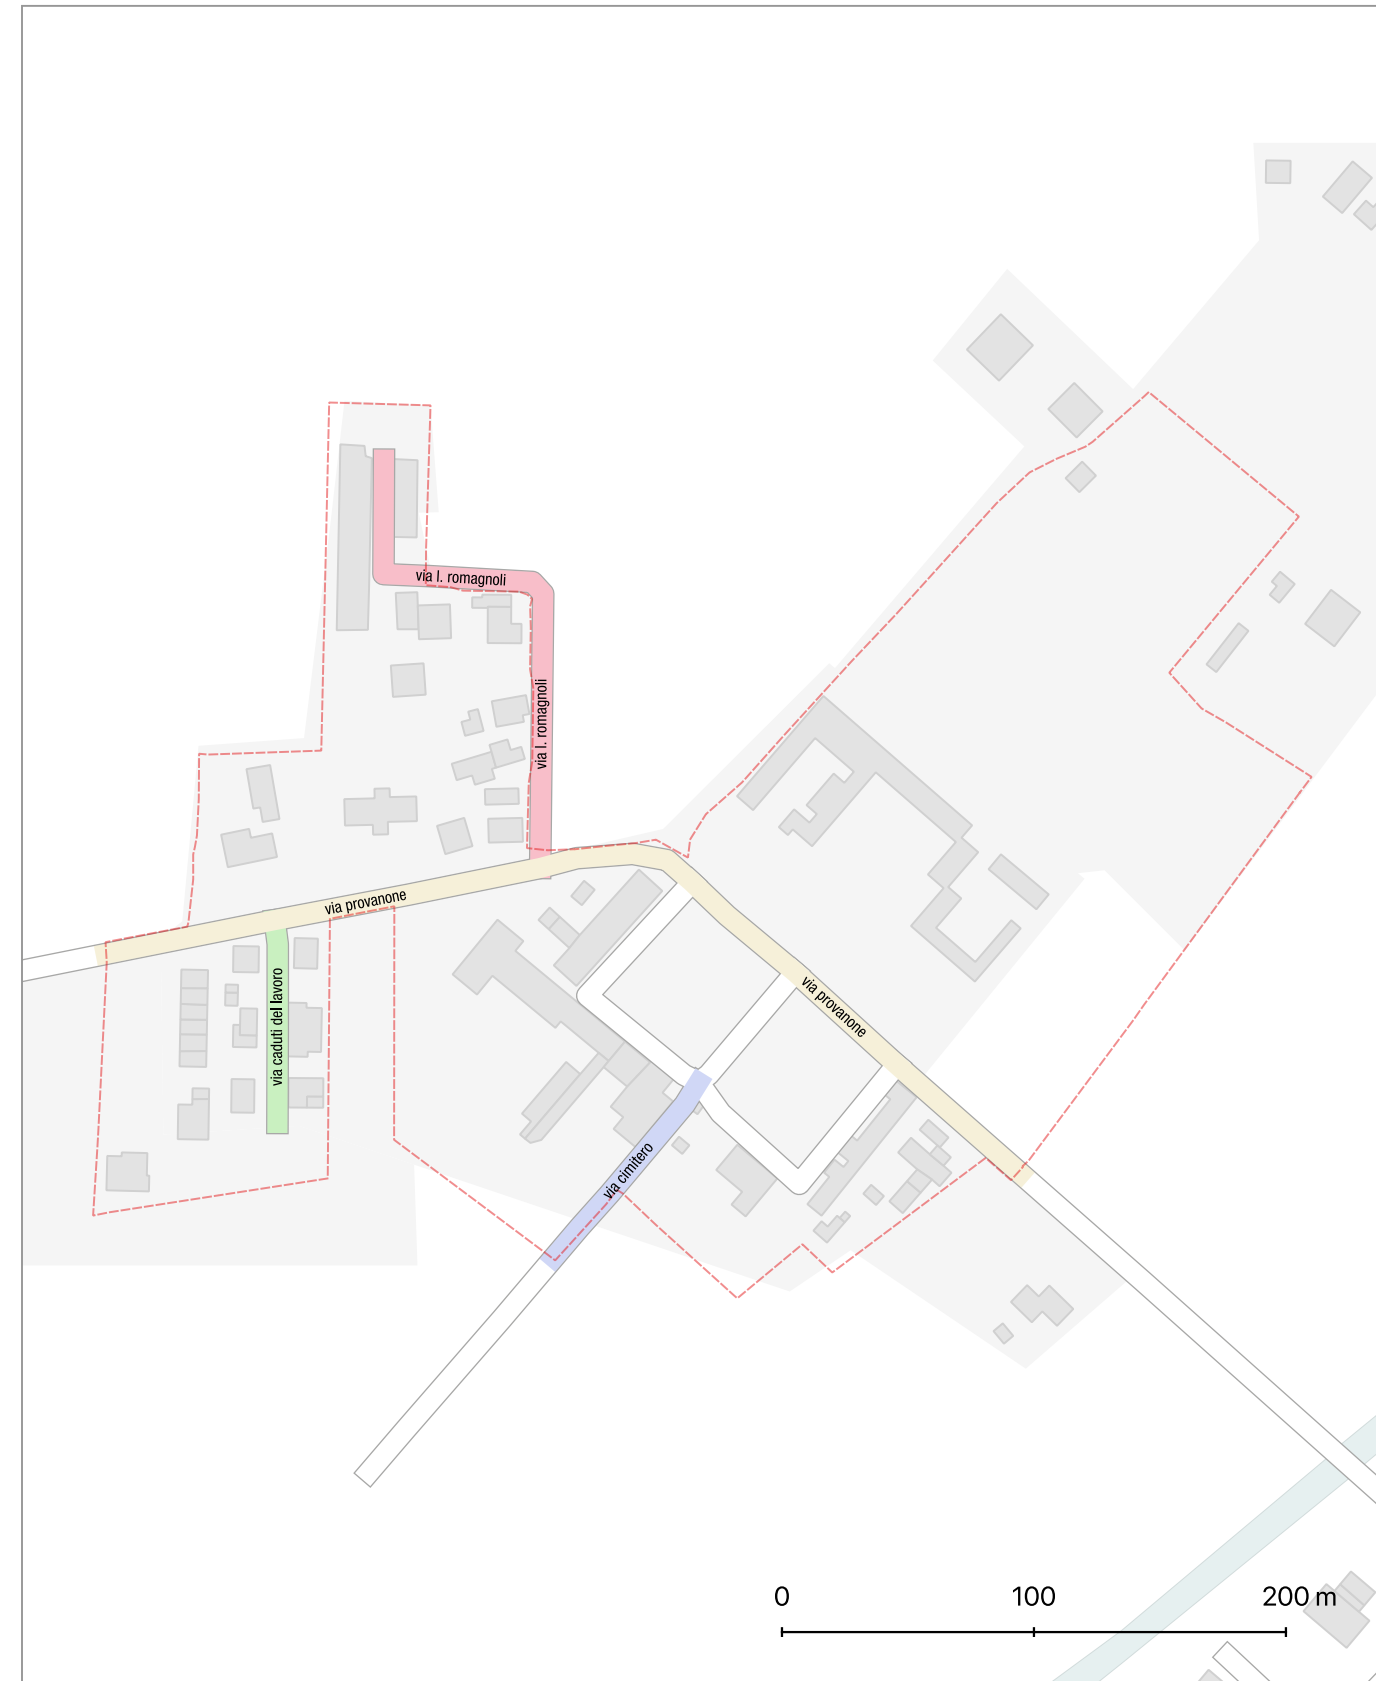 via l. romagnoli
via l. romagnoli
via provanone
via caduti del lavoro
via provanone
via cimitero
0 100 200 m